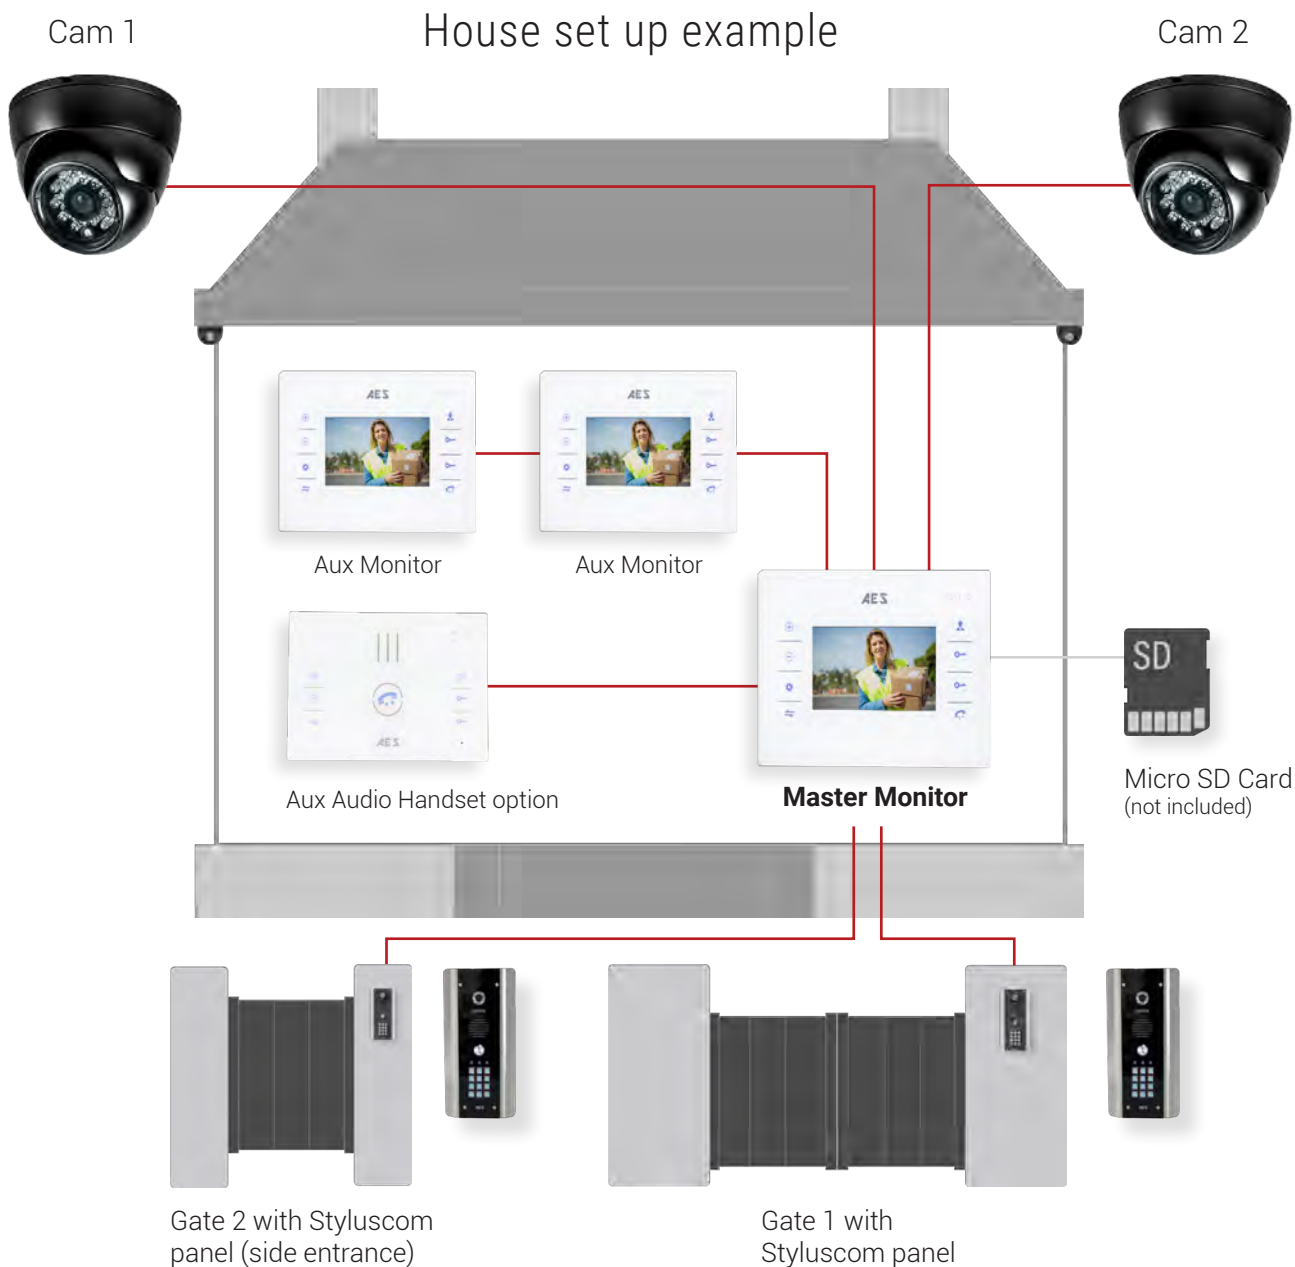 Cam 1
House set up example
Cam 2
AES
AES
Aux Monitor
Aux Monitor
AES
SD
AES
Aux Audio Handset option
Master Monitor
Micro SD Card
(not included)
Gate 2 with Styluscom
panel (side entrance)
Gate 1 with
Styluscom panel